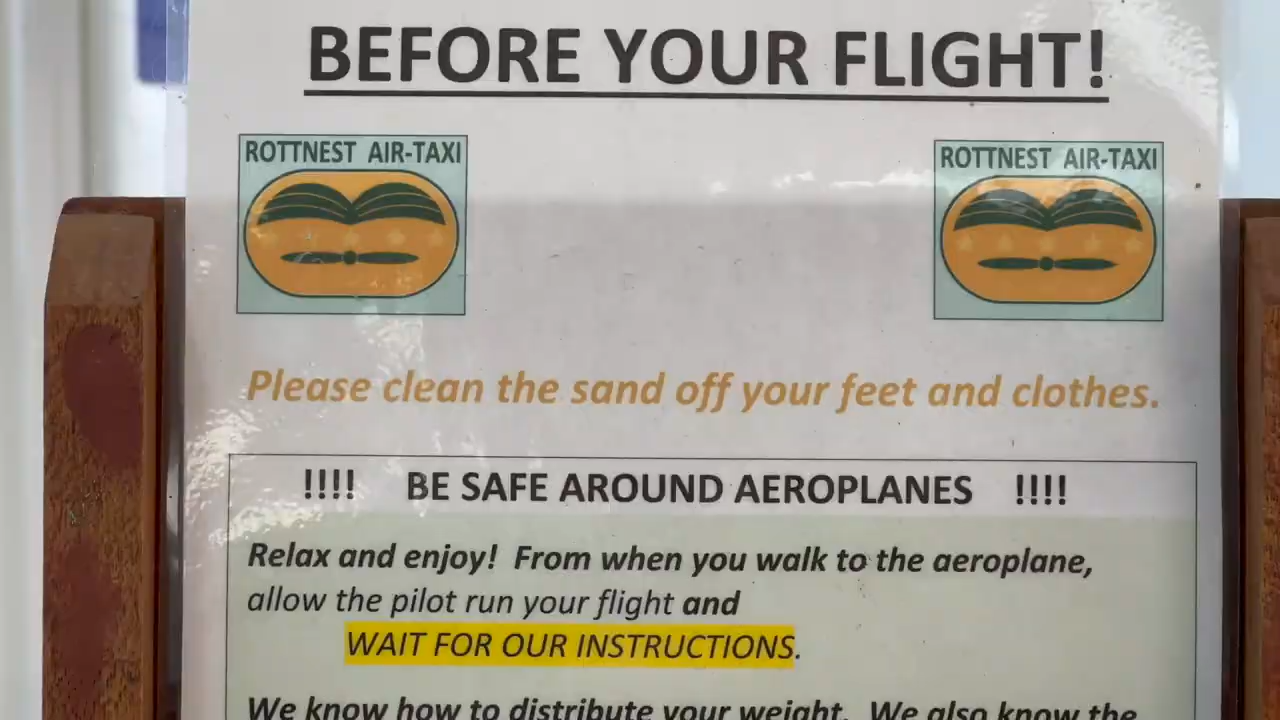 BEFORE YOUR FLIGHT!
ROTTNEST AIR-TAXI
ROTTNEST AIR-TAXI
Please clean the sand off your feet and clothes.
!!!! BE SAFE AROUND AEROPLANES !!!!
Relax and enjoy! From when you walk to the aeroplane,
allow the pilot run your flight and
WAIT FOR OUR INSTRUCTIONS.
We know how to distribute your weight. We also know the